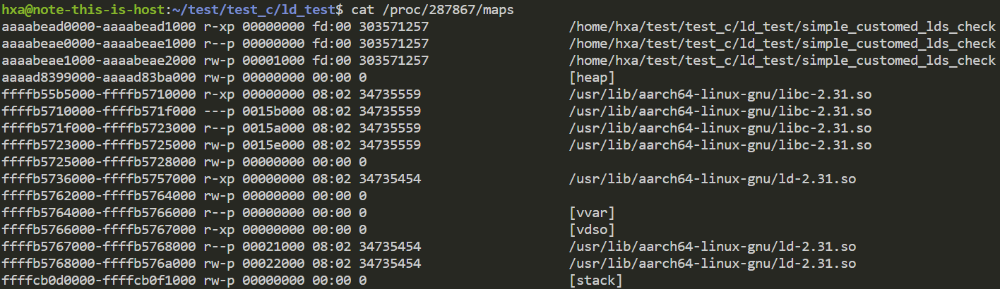 hxa@note-this-is-host:~/test/test_c/ld_test$ cat /proc/287867/maps
aaaabead0000-aaaabead1000 r-xp 00000000 fd:00 303571257 /home/hxa/test/test_c/ld_test/simple_customed_lds_check
aaaabeae0000-aaaabeae1000 r--p 00000000 fd:00 303571257 /home/hxa/test/test_c/ld_test/simple_customed_lds_check
aaaabeae1000-aaaabeae2000 rw-p 00001000 fd:00 303571257 /home/hxa/test/test_c/ld_test/simple_customed_lds_check
aaaad8399000-aaaad83ba000 rw-p 00000000 00:00 0 [heap]
ffffb55b5000-ffffb5710000 r-xp 00000000 08:02 34735559 /usr/lib/aarch64-linux-gnu/libc-2.31.so
ffffb5710000-ffffb571f000 ---p 0015b000 08:02 34735559 /usr/lib/aarch64-linux-gnu/libc-2.31.so
ffffb571f000-ffffb5723000 r--p 0015a000 08:02 34735559 /usr/lib/aarch64-linux-gnu/libc-2.31.so
ffffb5723000-ffffb5725000 rw-p 0015e000 08:02 34735559 /usr/lib/aarch64-linux-gnu/libc-2.31.so
ffffb5725000-ffffb5728000 rw-p 00000000 00:00 0
ffffb5736000-ffffb5757000 r-xp 00000000 08:02 34735454 /usr/lib/aarch64-linux-gnu/ld-2.31.so
ffffb5762000-ffffb5764000 rw-p 00000000 00:00 0
ffffb5764000-ffffb5766000 r--p 00000000 00:00 0 [vvar]
ffffb5766000-ffffb5767000 r-xp 00000000 00:00 0 [vdso]
ffffb5767000-ffffb5768000 r--p 00021000 08:02 34735454 /usr/lib/aarch64-linux-gnu/ld-2.31.so
ffffb5768000-ffffb576a000 rw-p 00022000 08:02 34735454 /usr/lib/aarch64-linux-gnu/ld-2.31.so
ffffcb0d0000-ffffcb0f1000 rw-p 00000000 00:00 0 [stack]